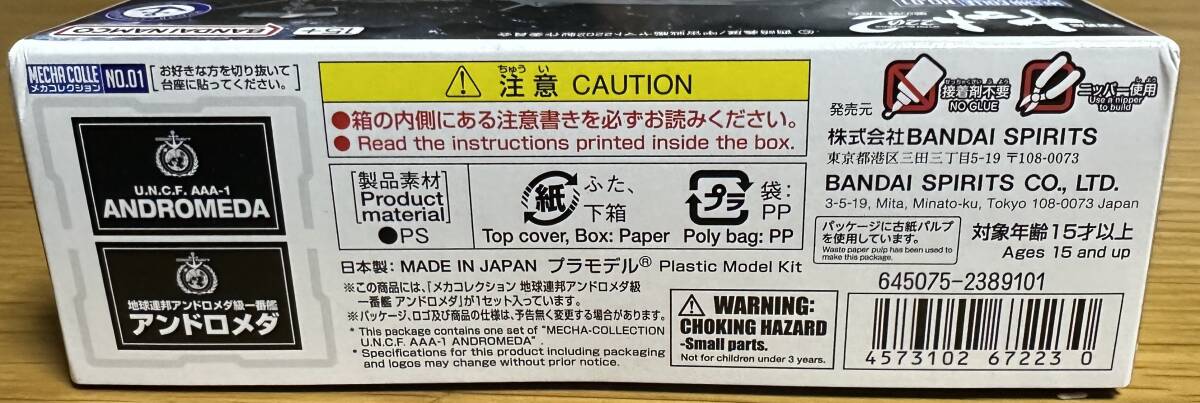 BANDAI NAMCO
15才+
MECHA COLLE
メカコレクション
NO.01
お好きな方を切り抜いて
台座に貼ってください。
U.N.C.F. AAA-1
ANDROMEDA
地球連邦アンドロメダ級一番艦
アンドロメダ
ちゅうい
注意 CAUTION
●箱の内側にある注意書きを必ずお読みください。
● Read the instructions printed inside the box.
[製品素材]
[Product material]
●PS
紙
ふた、
下箱
Top cover, Box: Paper
プラ
袋:
PP
Poly bag: PP
日本製: MADE IN JAPAN プラモデル® Plastic Model Kit
※この商品には、「メカコレクション 地球連邦アンドロメダ級
一番艦 アンドロメダ」が1セット入っています。
※パッケージ、ロゴ及び商品の仕様は、予告無く変更する場合があります。
* This package contains one set of "MECHA-COLLECTION
U.N.C.F. AAA-1 ANDROMEDA".
* Specifications for this product including packaging
and logos may change without prior notice.
WARNING:
CHOKING HAZARD
-Small parts.
Not for children under 3 years.
接着剤不要
NO GLUE
ニッパー使用
Use a nipper
to build
発売元
株式会社BANDAI SPIRITS
東京都港区三田三丁目5-19 〒108-0073
BANDAI SPIRITS CO., LTD.
3-5-19, Mita, Minato-ku, Tokyo 108-0073 Japan
パッケージに古紙パルプ
を使用しています。
Waste paper pulp has been used to
make this package.
対象年齢15才以上
Ages 15 and up
645075-2389101
4573102 67223 0